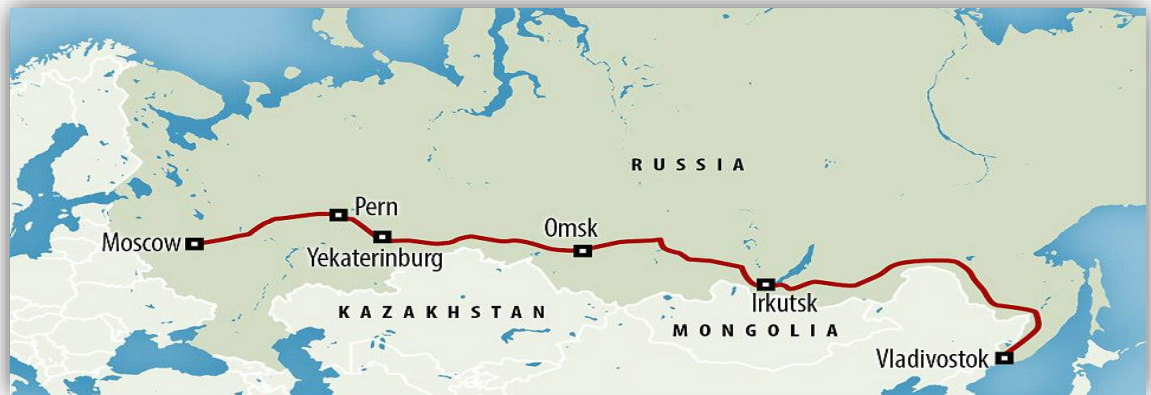 RUSSIA
Pern
Moscow
Omsk
Yekaterinburg
Irkutsk
KAZAKHSTAN
MONGOLIA
Vladivostok